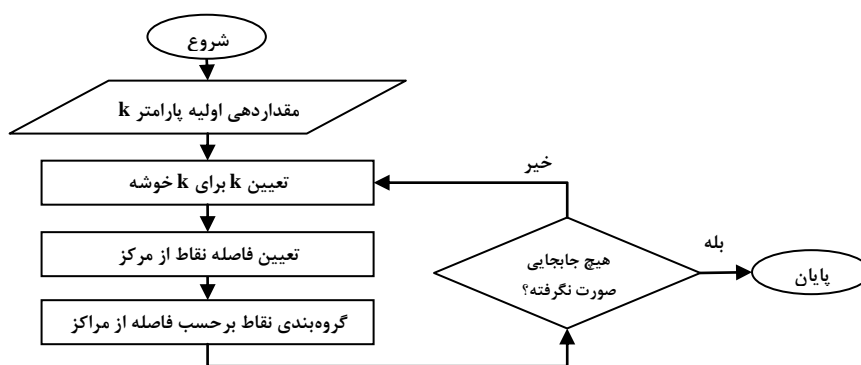 شروع
مقداردهی اولیه پارامتر k
تعیین k برای k خوشه
تعیین فاصله نقاط از مرکز
گروه‌بندی نقاط برحسب فاصله از مراکز
هیچ جابجایی
صورت نگرفته؟
خیر
بله
پایان